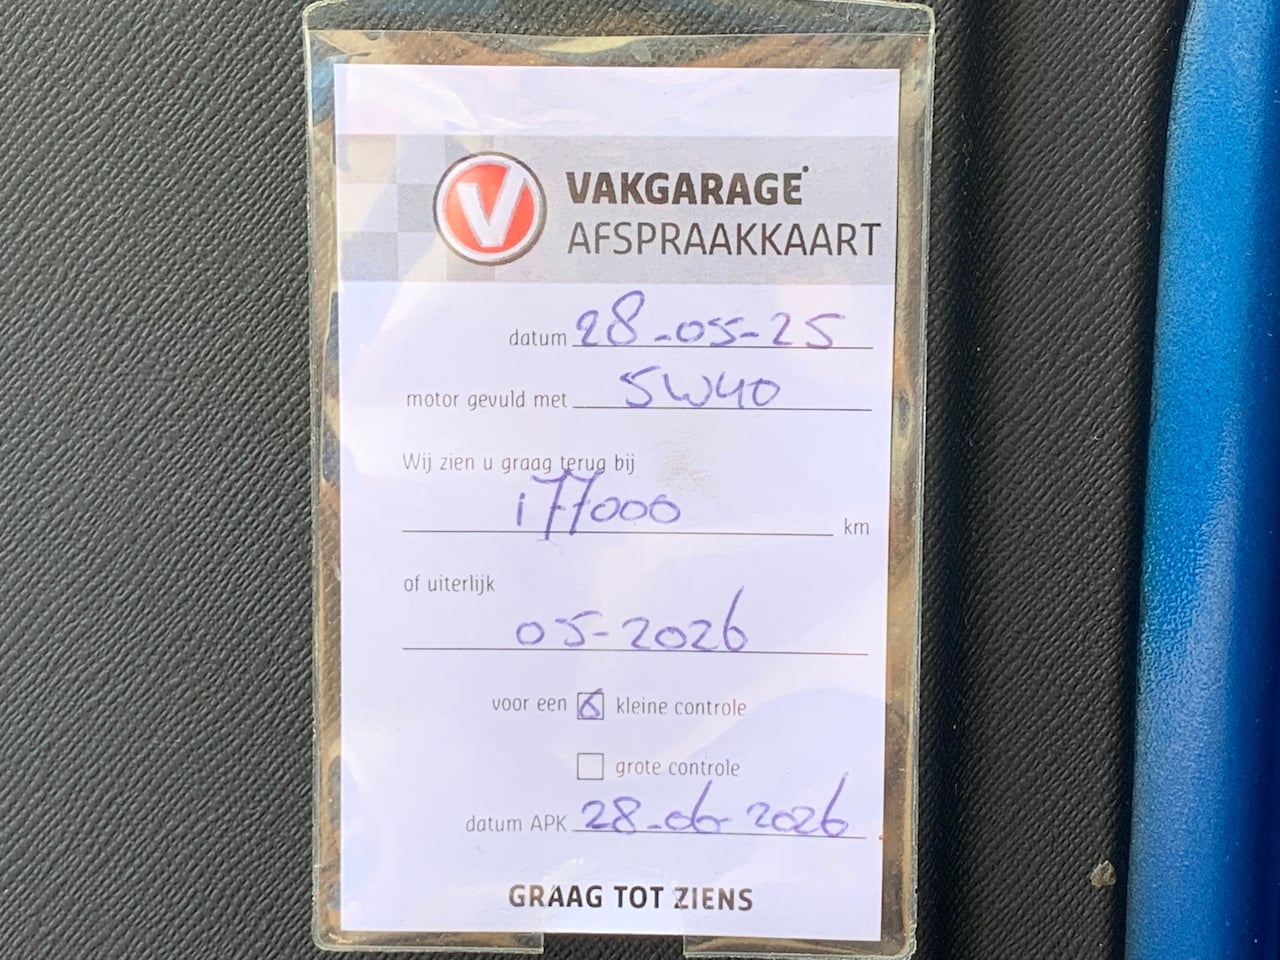 V VAKGARAGE
AFSPRAAKKAART
datum 28-05-25
motor gevuld met 5W40
Wij zien u graag terug bij
177000 km
of uiterlijk
05-2026
voor een kleine controle
grote controle
datum APK 28-06-2026
GRAAG TOT ZIENS